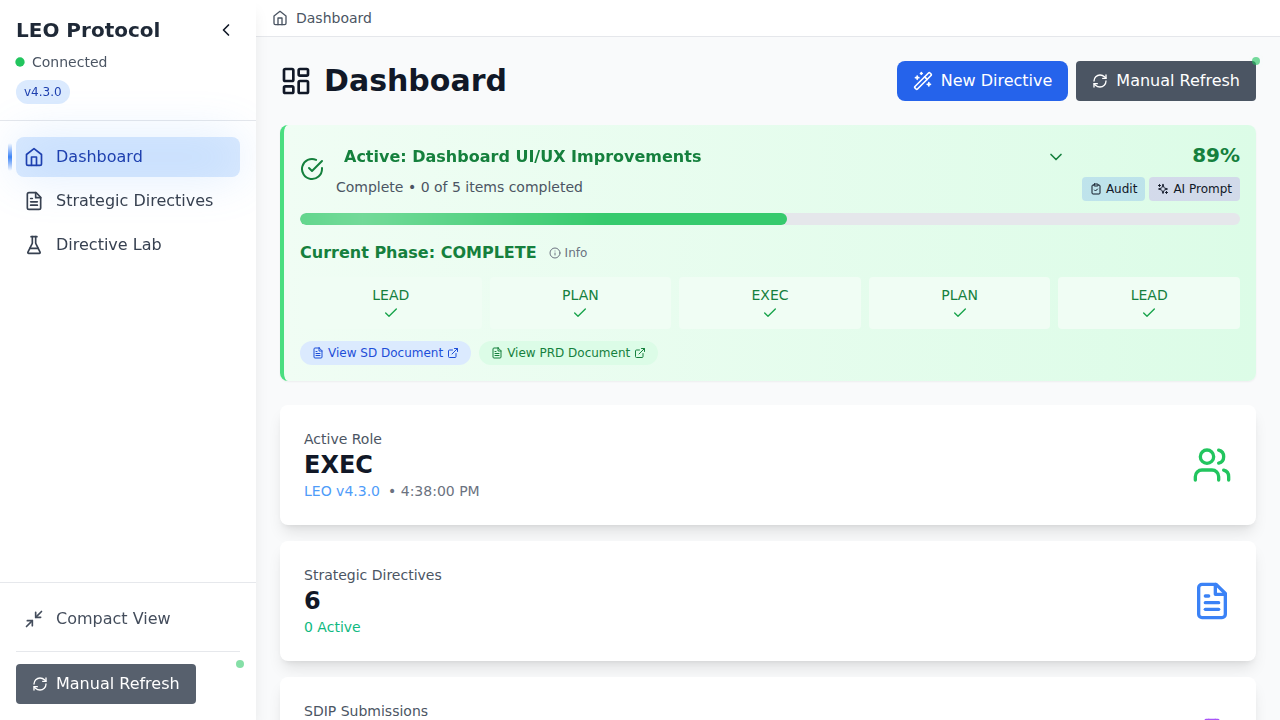 LEO Protocol
Connected
v4.3.0
Dashboard
Strategic Directives
Directive Lab
Compact View
Manual Refresh
Dashboard
Dashboard
New Directive
Manual Refresh
Active: Dashboard UI/UX Improvements
89%
Complete • 0 of 5 items completed
Audit
AI Prompt
Current Phase: COMPLETE
Info
LEAD
PLAN
EXEC
PLAN
LEAD
View SD Document
View PRD Document
Active Role
EXEC
LEO v4.3.0 • 4:38:00 PM
Strategic Directives
6
0 Active
SDIP Submissions